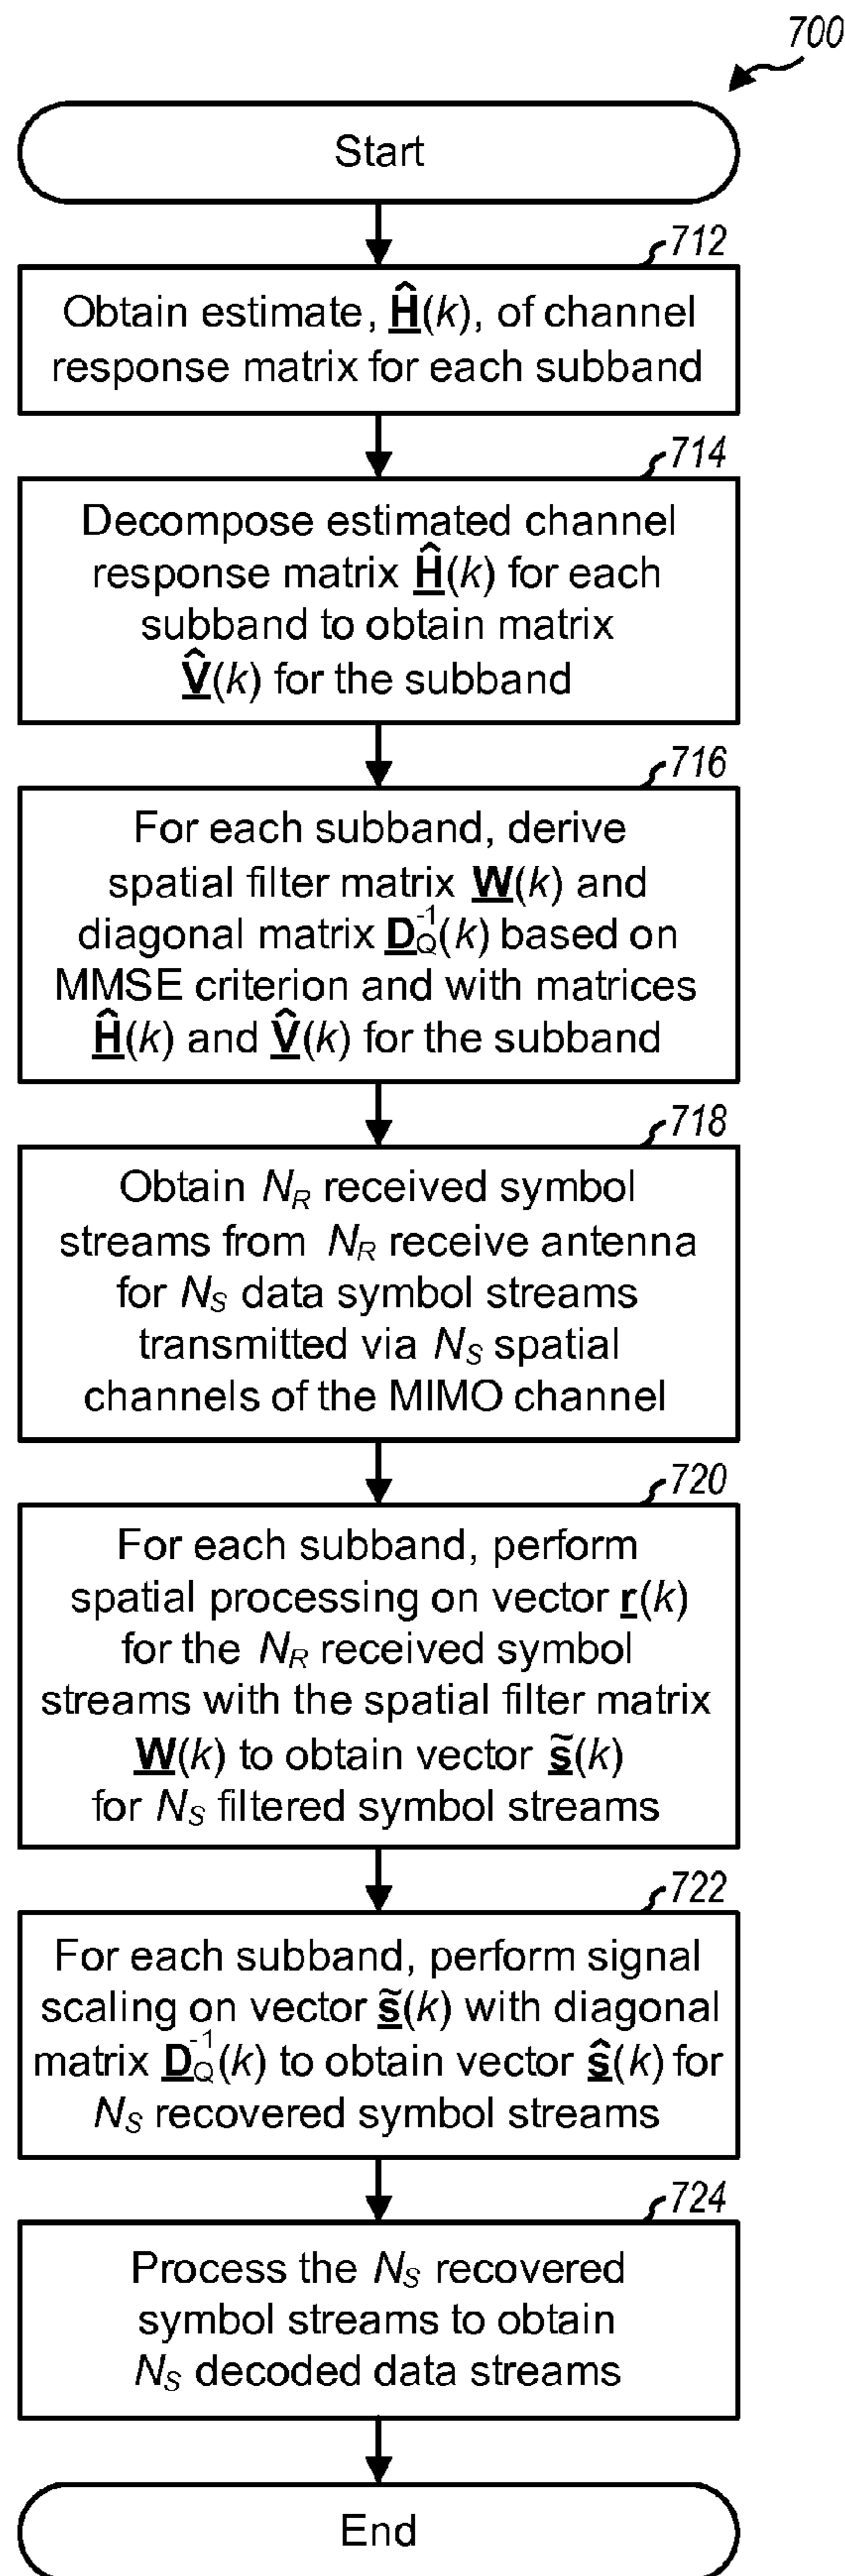 700
Start
712
Obtain estimate, Ĥ(k), of channel
response matrix for each subband
714
Decompose estimated channel
response matrix Ĥ(k) for each
subband to obtain matrix
V̂(k) for the subband
716
For each subband, derive
spatial filter matrix W(k) and
diagonal matrix D_Q^-1(k) based on
MMSE criterion and with matrices
Ĥ(k) and V̂(k) for the subband
718
Obtain N_R received symbol
streams from N_R receive antenna
for N_S data symbol streams
transmitted via N_S spatial
channels of the MIMO channel
720
For each subband, perform
spatial processing on vector r(k)
for the N_R received symbol
streams with the spatial filter matrix
W(k) to obtain vector s̃(k)
for N_S filtered symbol streams
722
For each subband, perform signal
scaling on vector s̃(k) with diagonal
matrix D_Q^-1(k) to obtain vector ŝ(k) for
N_S recovered symbol streams
724
Process the N_S recovered
symbol streams to obtain
N_S decoded data streams
End